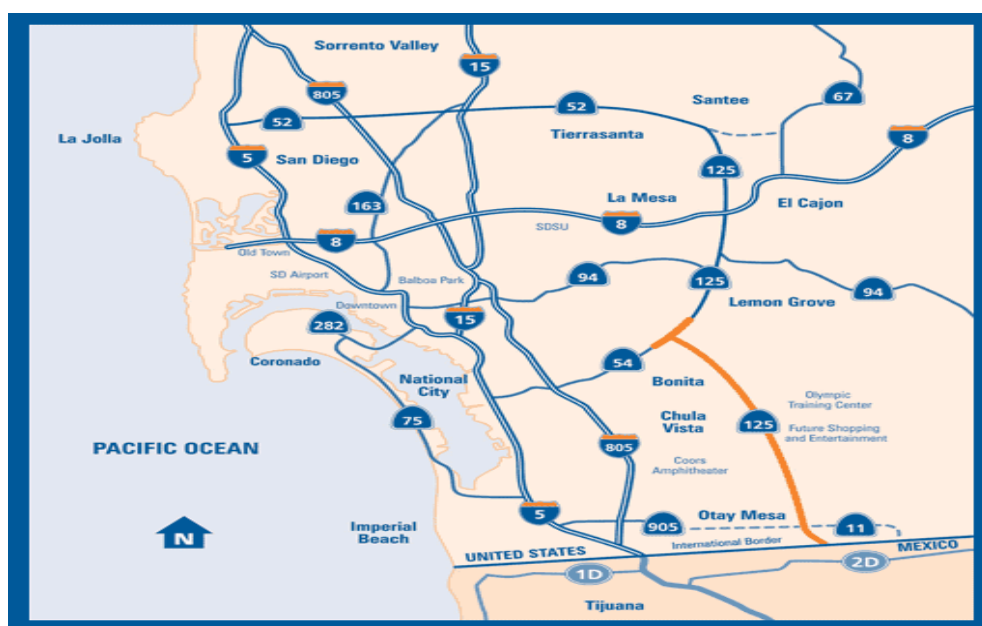 Sorrento Valley
15
805
67
Santee
52
52
La Jolla
Tierrasanta
8
5
San Diego
125
La Mesa
El Cajon
163
8
SDSU
8
Old Town
SD Airport
Balboa Park
94
125
94
Lemon Grove
Downtown
282
15
Coronado
54
National
City
Bonita
Olympic
Training Center
75
Chula
Vista
125
Future Shopping
and Entertainment
PACIFIC OCEAN
805
Coors
Amphitheater
5
Otay Mesa
Imperial
Beach
905
11
N
International Border
UNITED STATES
MEXICO
1D
2D
Tijuana